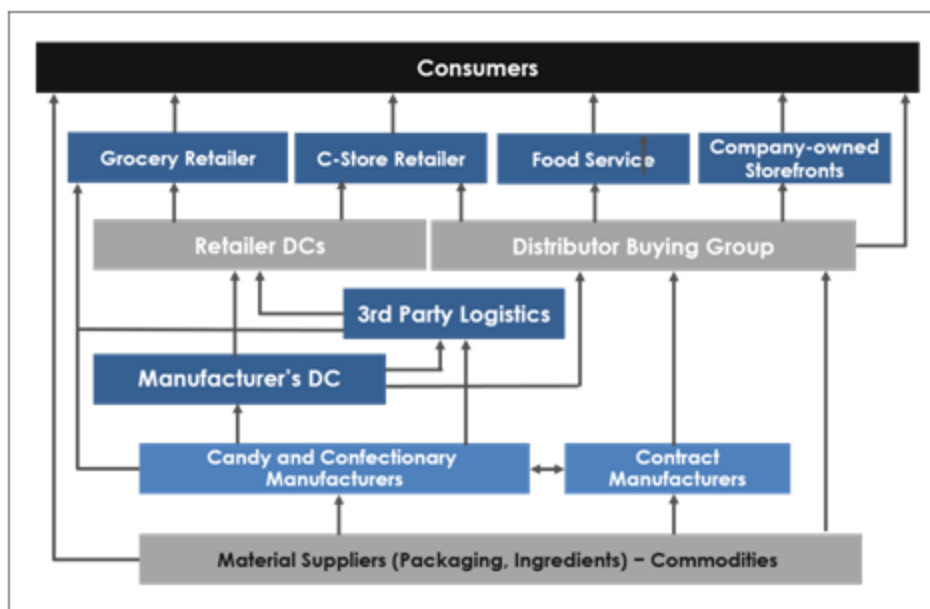 Consumers
Grocery Retailer
C-Store Retailer
Food Service
Company-owned
Storefronts
Retailer DCs
Distributor Buying Group
3rd Party Logistics
Manufacturer's DC
Candy and Confectionary
Manufacturers
Contract
Manufacturers
Material Suppliers (Packaging, Ingredients) – Commodities